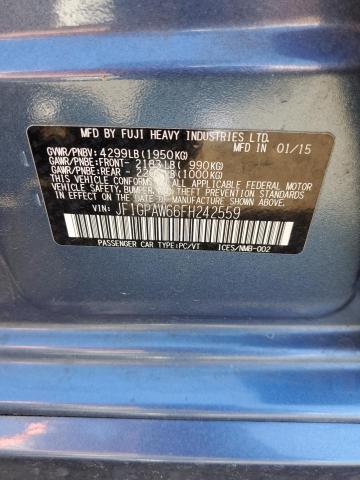 MFD BY FUJI HEAVY INDUSTRIES LTD. MFD IN 01/15
GVWR/PNBV: 4299LB(1950KG)
GAWR/PNBE:FRONT- 2183LB( 990KG)
GAWR/PNBE:REAR - LB(1000KG)
THIS VEHICLE CONFORMS TO ALL APPLICABLE FEDERAL MOTOR
VEHICLE SAFETY, BUMPER, AND THEFT PREVENTION STANDARDS
IN EFFECT ON THE DATE OF MANUFACTURE SHOWN ABOVE.
VIN: JF1GPAW66FH242559
PASSENGER CAR TYPE:PC/VT ICES/NMB-002